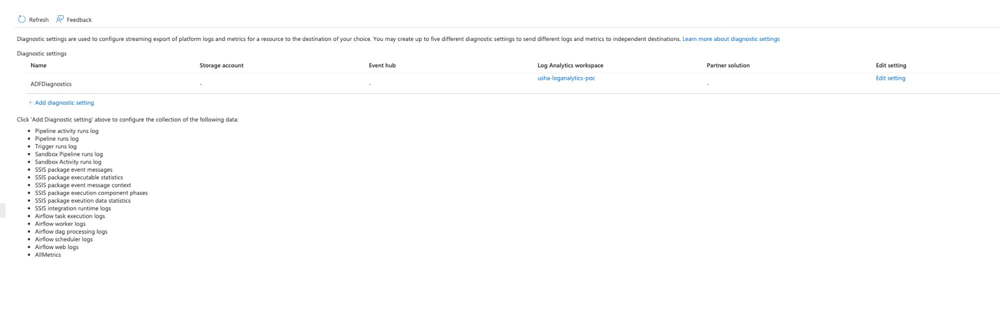 Refresh Feedback
Diagnostic settings are used to configure streaming export of platform logs and metrics for a resource to the destination of your choice. You may create up to five different diagnostic settings to send different logs and metrics to independent destinations. Learn more about diagnostic settings
Diagnostic settings
Name Storage account Event hub Log Analytics workspace Partner solution Edit setting
ADFDiagnostics - - usha-loganalytics-poc - Edit setting
+ Add diagnostic setting
Click 'Add Diagnostic setting' above to configure the collection of the following data:
• Pipeline activity runs log
• Pipeline runs log
• Trigger runs log
• Sandbox Pipeline runs log
• Sandbox Activity runs log
• SSIS package event messages
• SSIS package executable statistics
• SSIS package event message context
• SSIS package execution component phases
• SSIS package exeution data statistics
• SSIS integration runtime logs
• Airflow task execution logs
• Airflow worker logs
• Airflow dag processing logs
• Airflow scheduler logs
• Airflow web logs
• AllMetrics